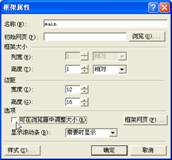 框架属性
名称(N): main
初始网页(P): 浏览(B)...
框架大小
列宽(W): 1 相对
高度(R): 1 相对
边距
宽度(I): 12
高度(H): 16
选项
可在浏览器中调整大小(Z) 框架网页(F)...
显示滚动条(S): 需要时显示
样式(Y)... 确定 取消